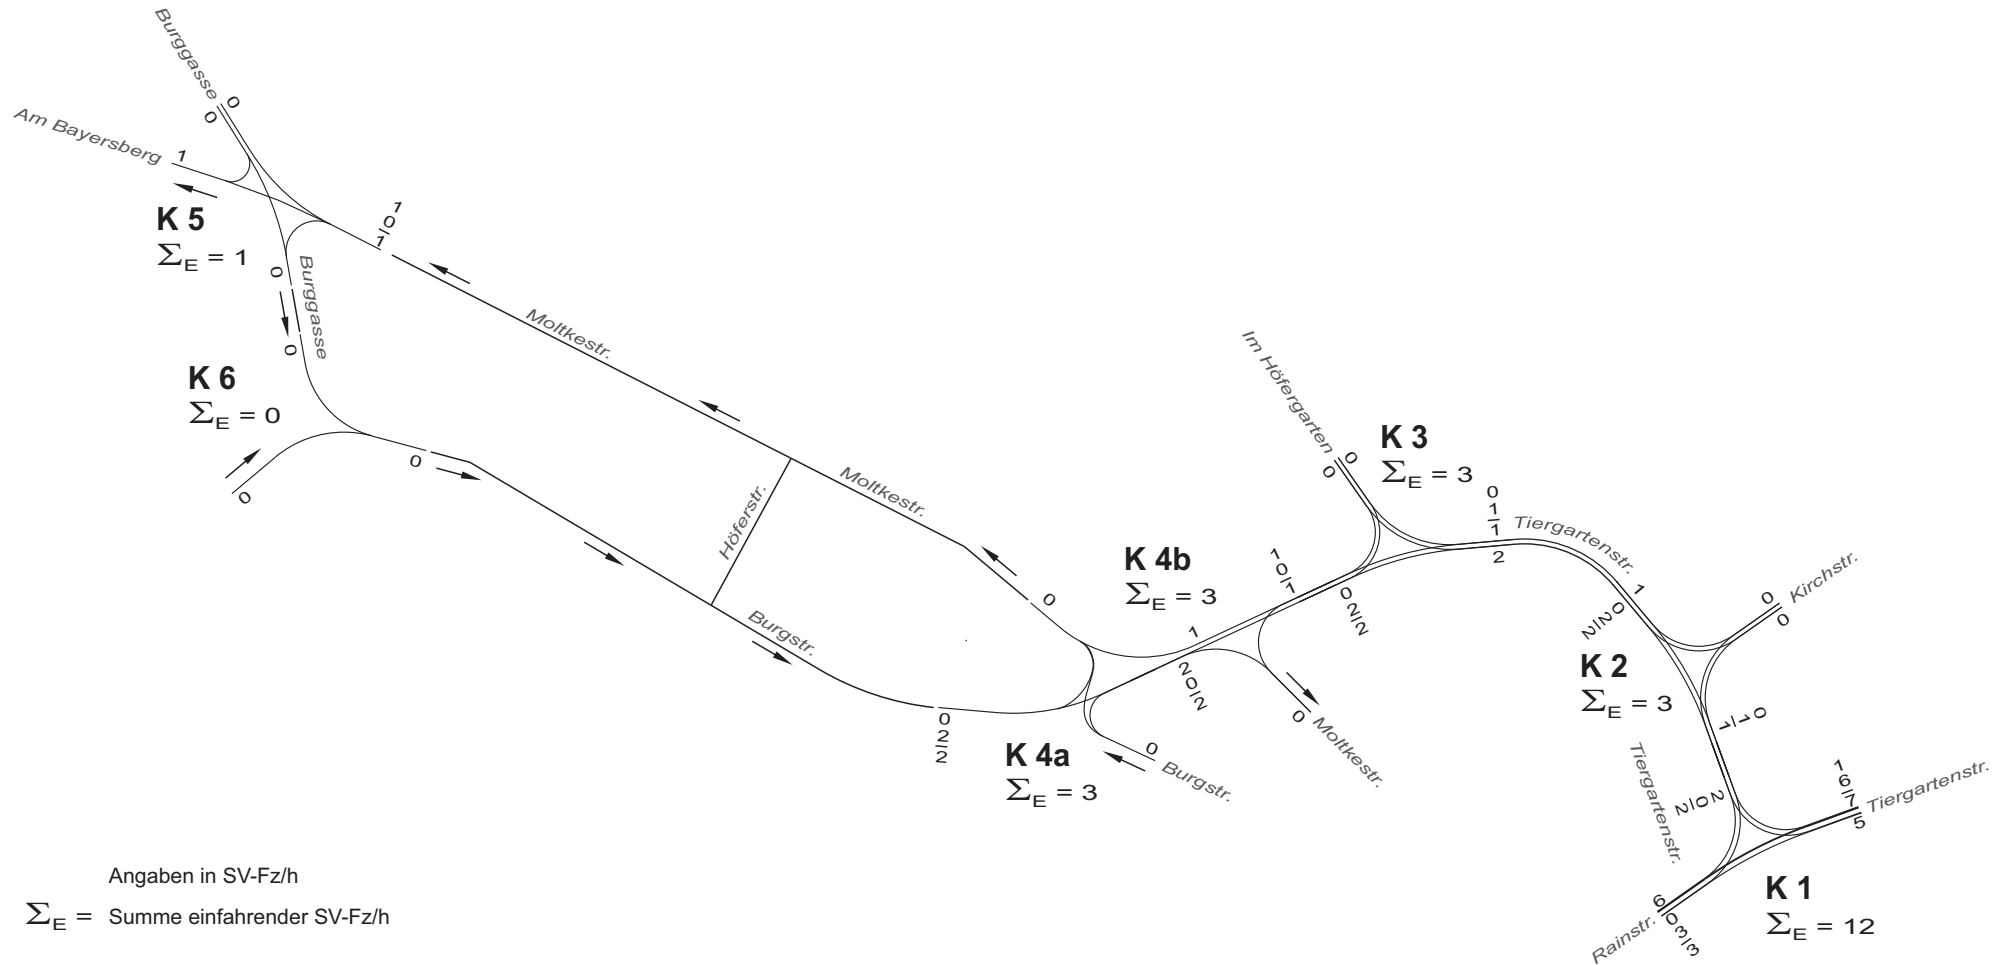 Burggasse
0
0
Am Bayersberg
1
K 5
ΣE = 1
1
0
1
0
Burggasse
0
K 6
ΣE = 0
0
0
Moltkestr.
Moltkestr.
Höferstr.
Burgstr.
0
2
2
K 4a
ΣE = 3
0
Burgstr.
0
K 4b
ΣE = 3
1
2
0
2
1
0
1
0
2
2
0
Moltkestr.
Im Höfergarten
0
0
K 3
ΣE = 3
0
1
1
2
Tiergartenstr.
1
0
2
2
Kirchstr.
0
0
K 2
ΣE = 3
0
1
1
Tiergartenstr.
2
0
2
1
6
7
5
Tiergartenstr.
K 1
ΣE = 12
6
0
3
3
Rainstr.
Angaben in SV-Fz/h
ΣE = Summe einfahrender SV-Fz/h